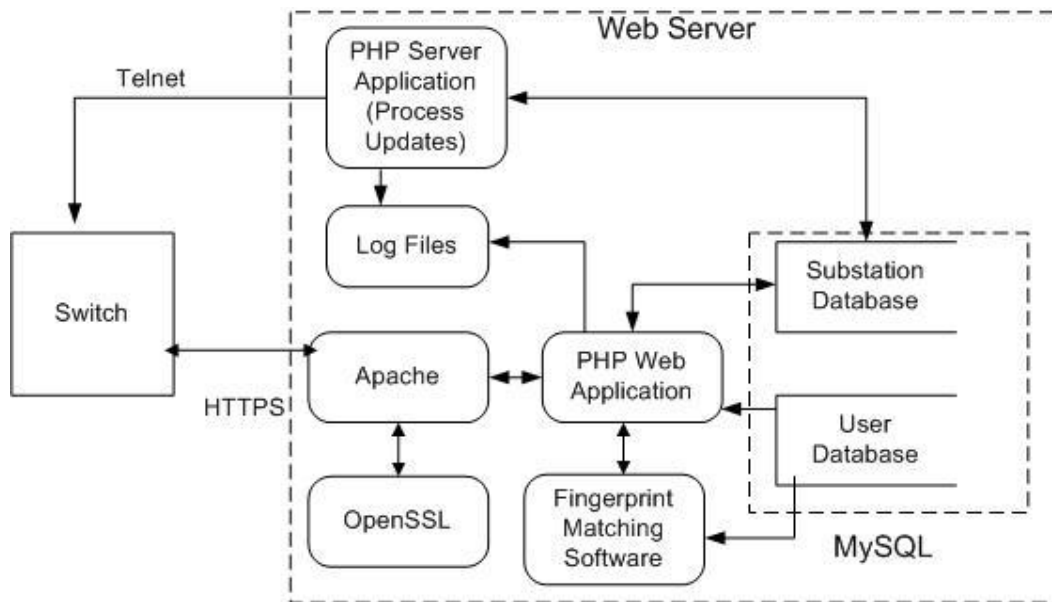 Web Server
PHP Server
Application
(Process
Updates)
Telnet
Log Files
Substation
Database
Switch
Apache
PHP Web
Application
HTTPS
User
Database
OpenSSL
Fingerprint
Matching
Software
MySQL